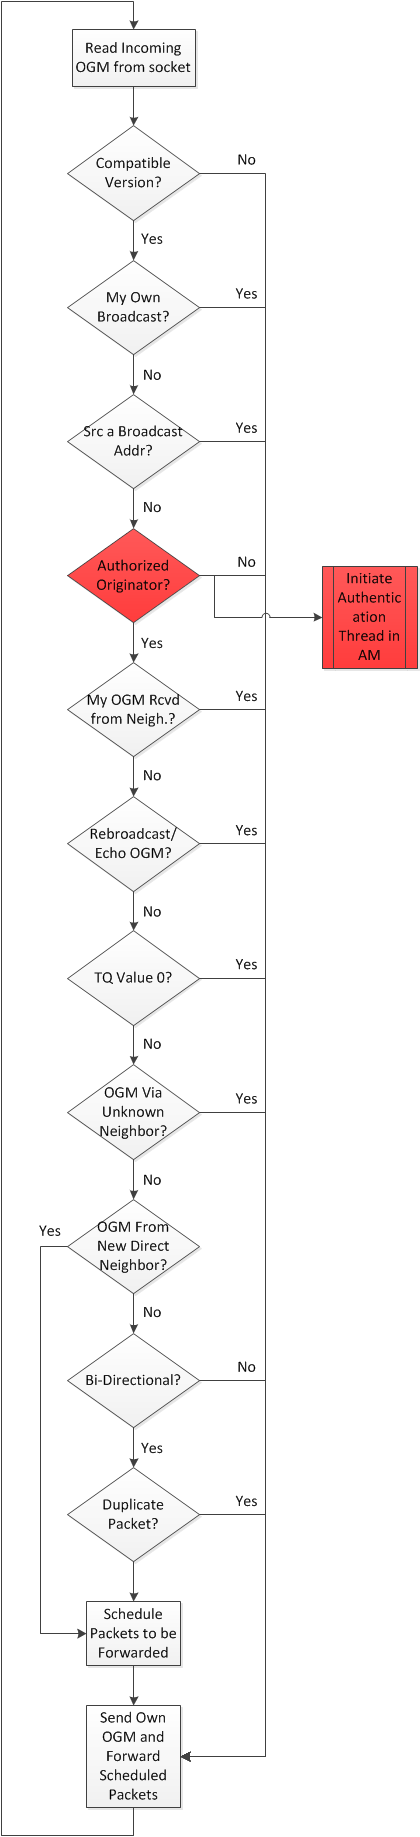 Read Incoming
OGM from socket
Compatible
Version?
No
Yes
My Own
Broadcast?
Yes
No
Src a Broadcast
Addr?
Yes
No
Authorized
Originator?
No
Initiate
Authentic
ation
Thread in
AM
Yes
My OGM Rcvd
from Neigh.?
Yes
No
Rebroadcast/
Echo OGM?
Yes
No
TQ Value 0?
Yes
No
OGM Via
Unknown
Neighbor?
Yes
No
Yes
OGM From
New Direct
Neighbor?
No
Bi-Directional?
No
Yes
Duplicate
Packet?
Yes
Schedule
Packets to be
Forwarded
Send Own
OGM and
Forward
Scheduled
Packets